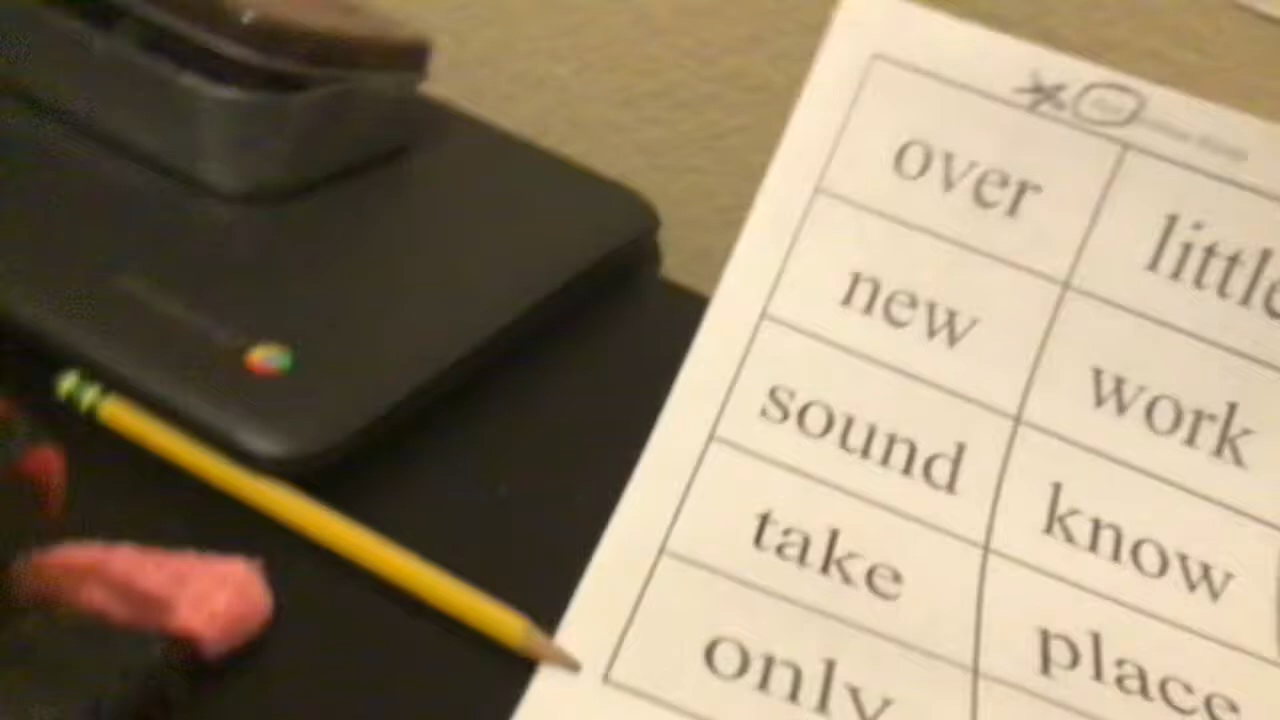 over little
new work
sound know
take place
only